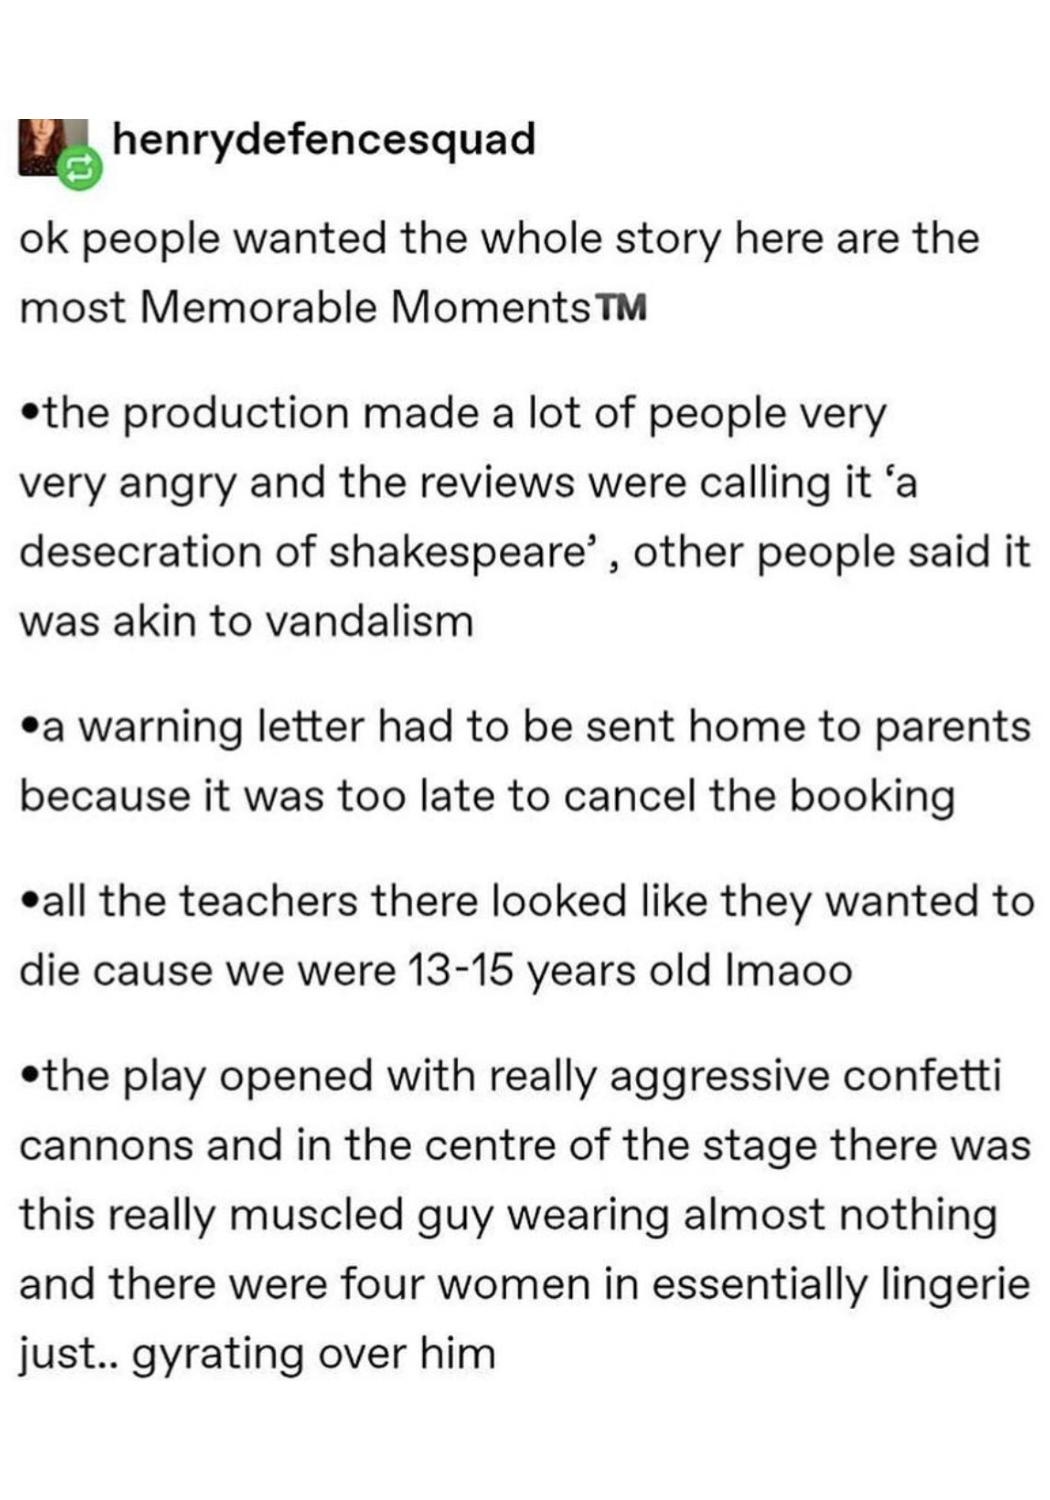 henrydefencesquad
ok people wanted the whole story here are the
most Memorable Moments™
•the production made a lot of people very
very angry and the reviews were calling it ‘a
desecration of shakespeare’ , other people said it
was akin to vandalism
•a warning letter had to be sent home to parents
because it was too late to cancel the booking
•all the teachers there looked like they wanted to
die cause we were 13-15 years old lmaoo
•the play opened with really aggressive confetti
cannons and in the centre of the stage there was
this really muscled guy wearing almost nothing
and there were four women in essentially lingerie
just.. gyrating over him